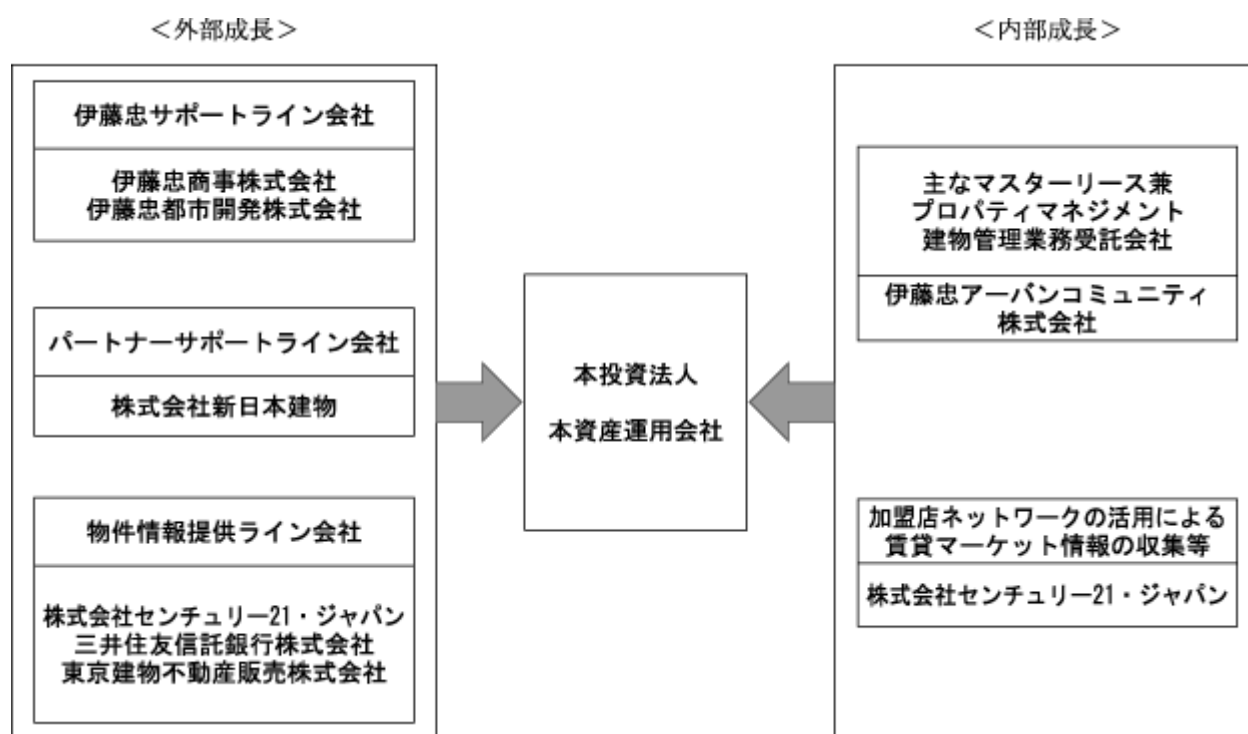 ＜外部成長＞
伊藤忠サポートライン会社
伊藤忠商事株式会社
伊藤忠都市開発株式会社
パートナーサポートライン会社
株式会社新日本建物
物件情報提供ライン会社
株式会社センチュリー21・ジャパン
三井住友信託銀行株式会社
東京建物不動産販売株式会社
本投資法人
本資産運用会社
＜内部成長＞
主なマスターリース兼
プロパティマネジメント
建物管理業務受託会社
伊藤忠アーバンコミュニティ
株式会社
加盟店ネットワークの活用による
賃貸マーケット情報の収集等
株式会社センチュリー21・ジャパン